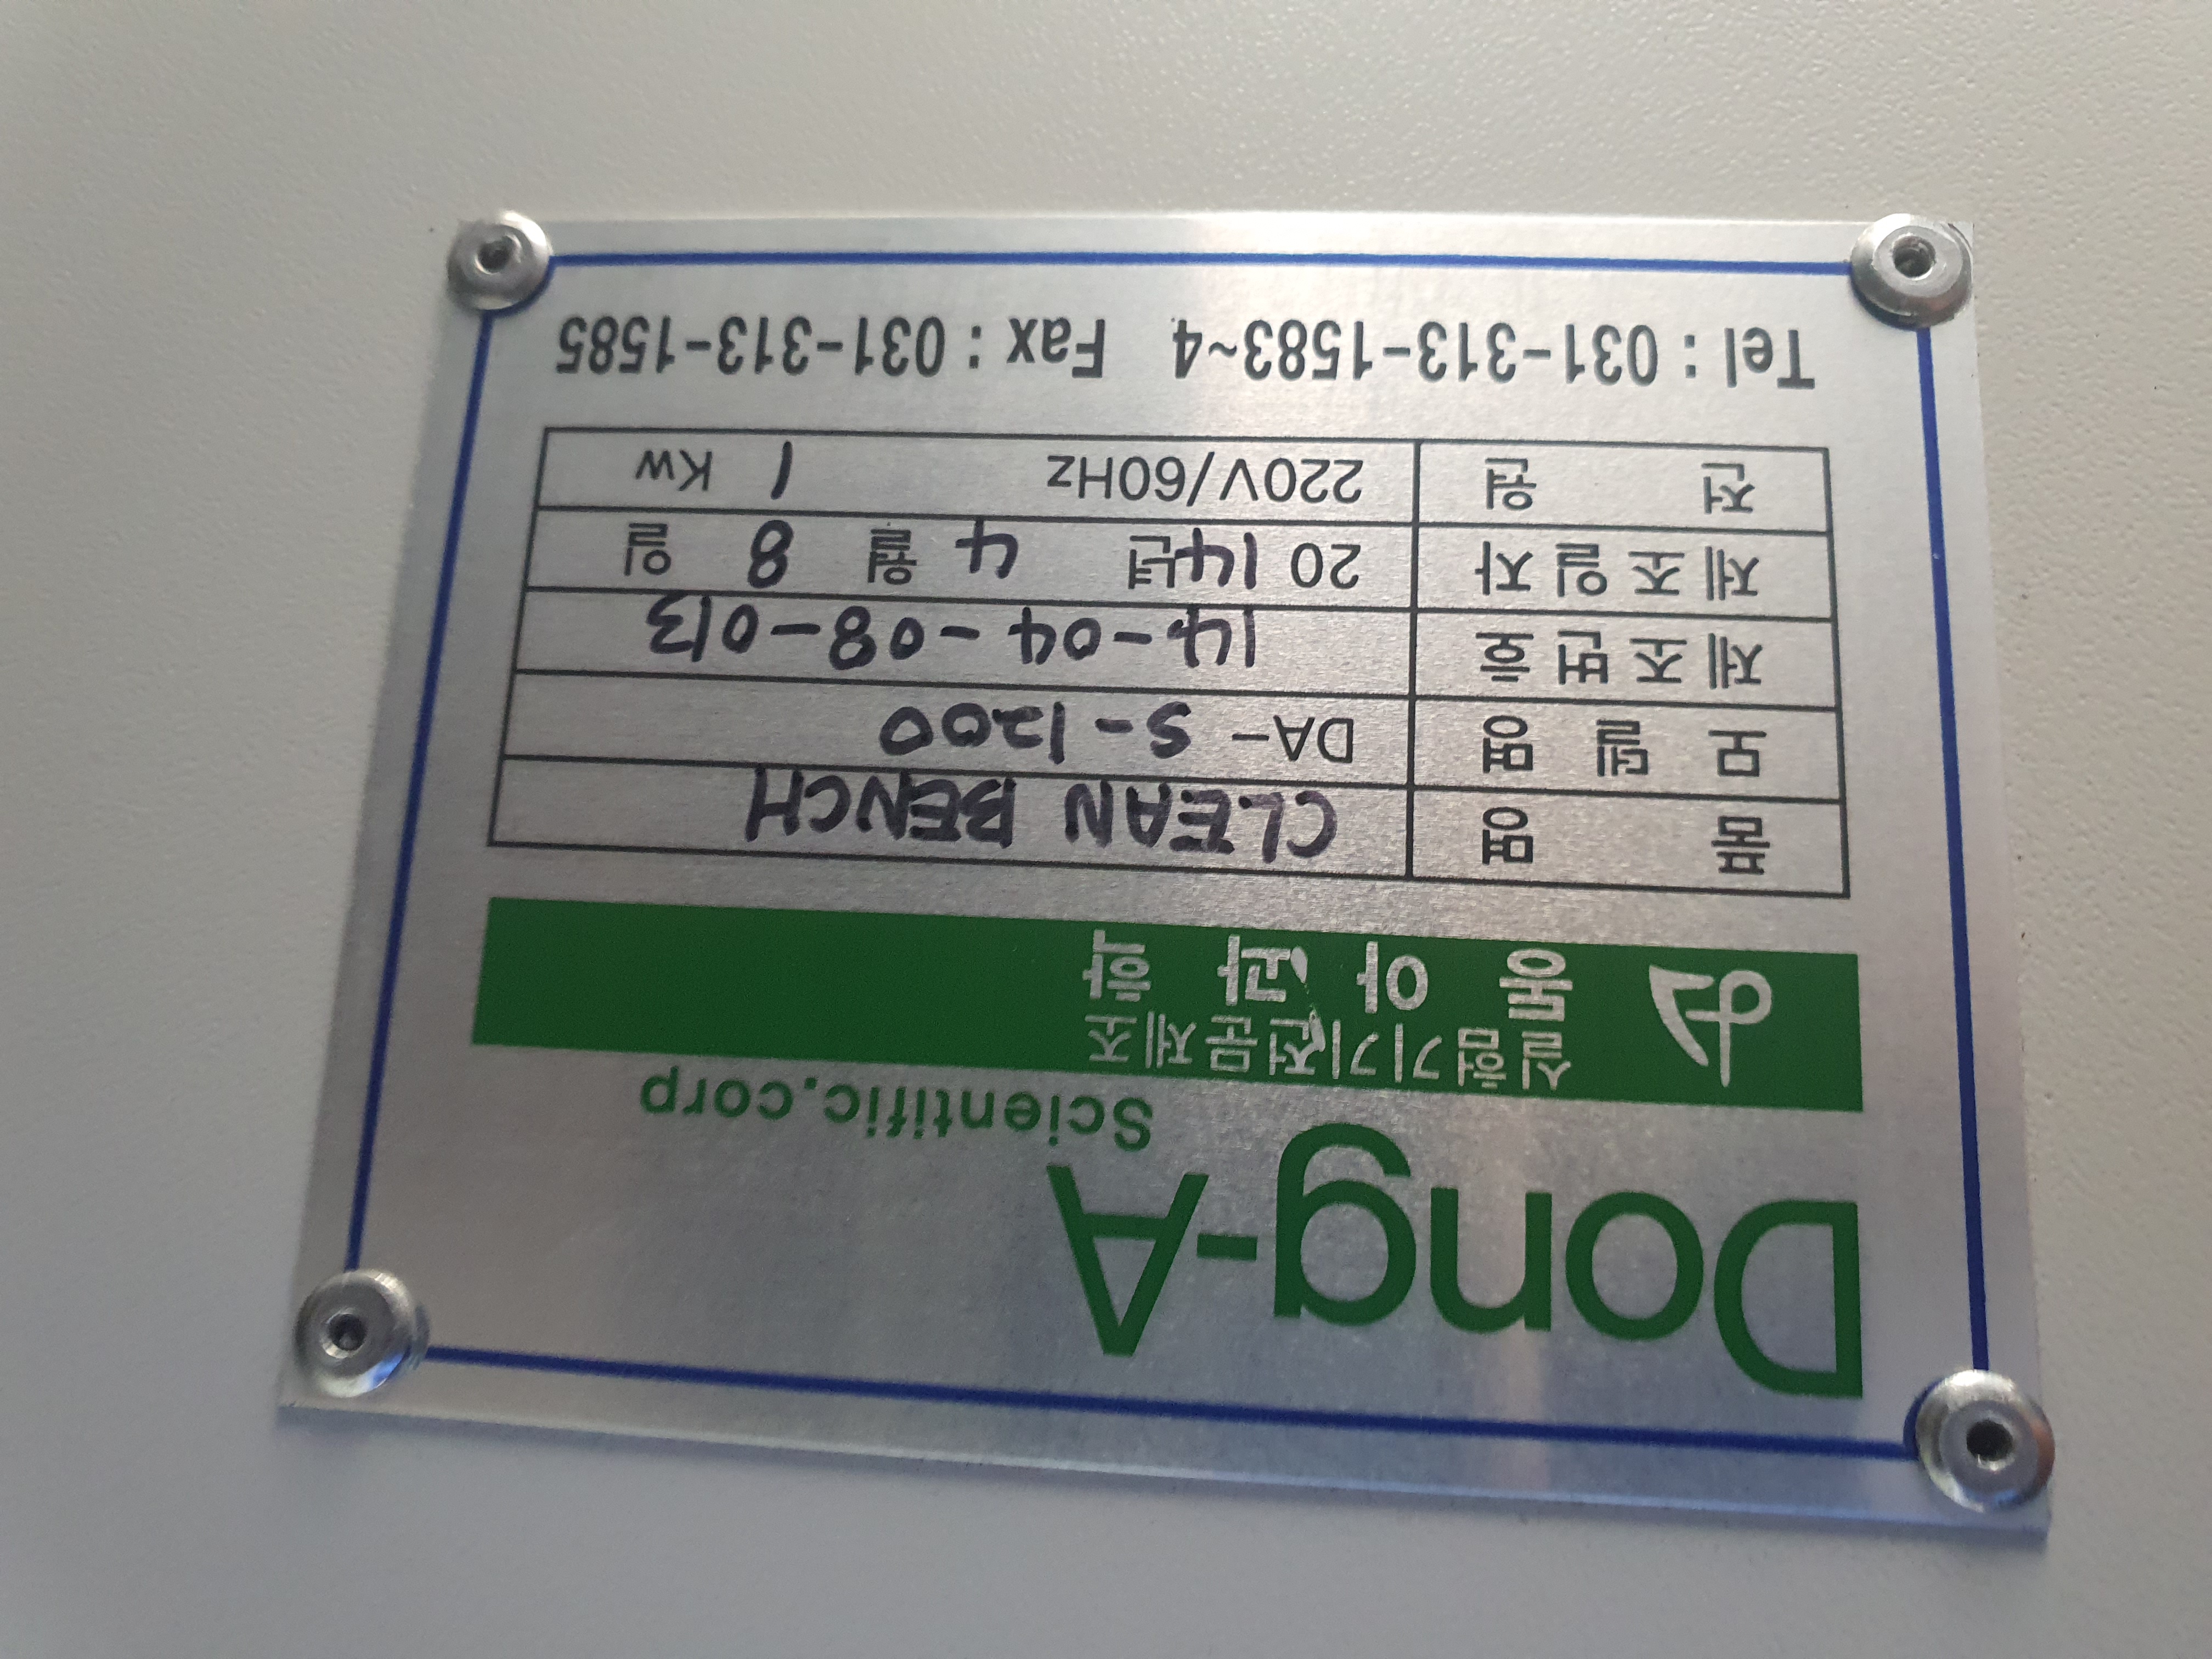 Dong-A
Scientific.corp
실험기기전문제조
동아과학
품명 CLEAN BENCH
모델명 DA- S-1200
제조번호 14-04-08-013
제조일자 2014년 4월 8일
전원 220V/60Hz 1 Kw
Tel : 031-313-1583~4 Fax : 031-313-1585